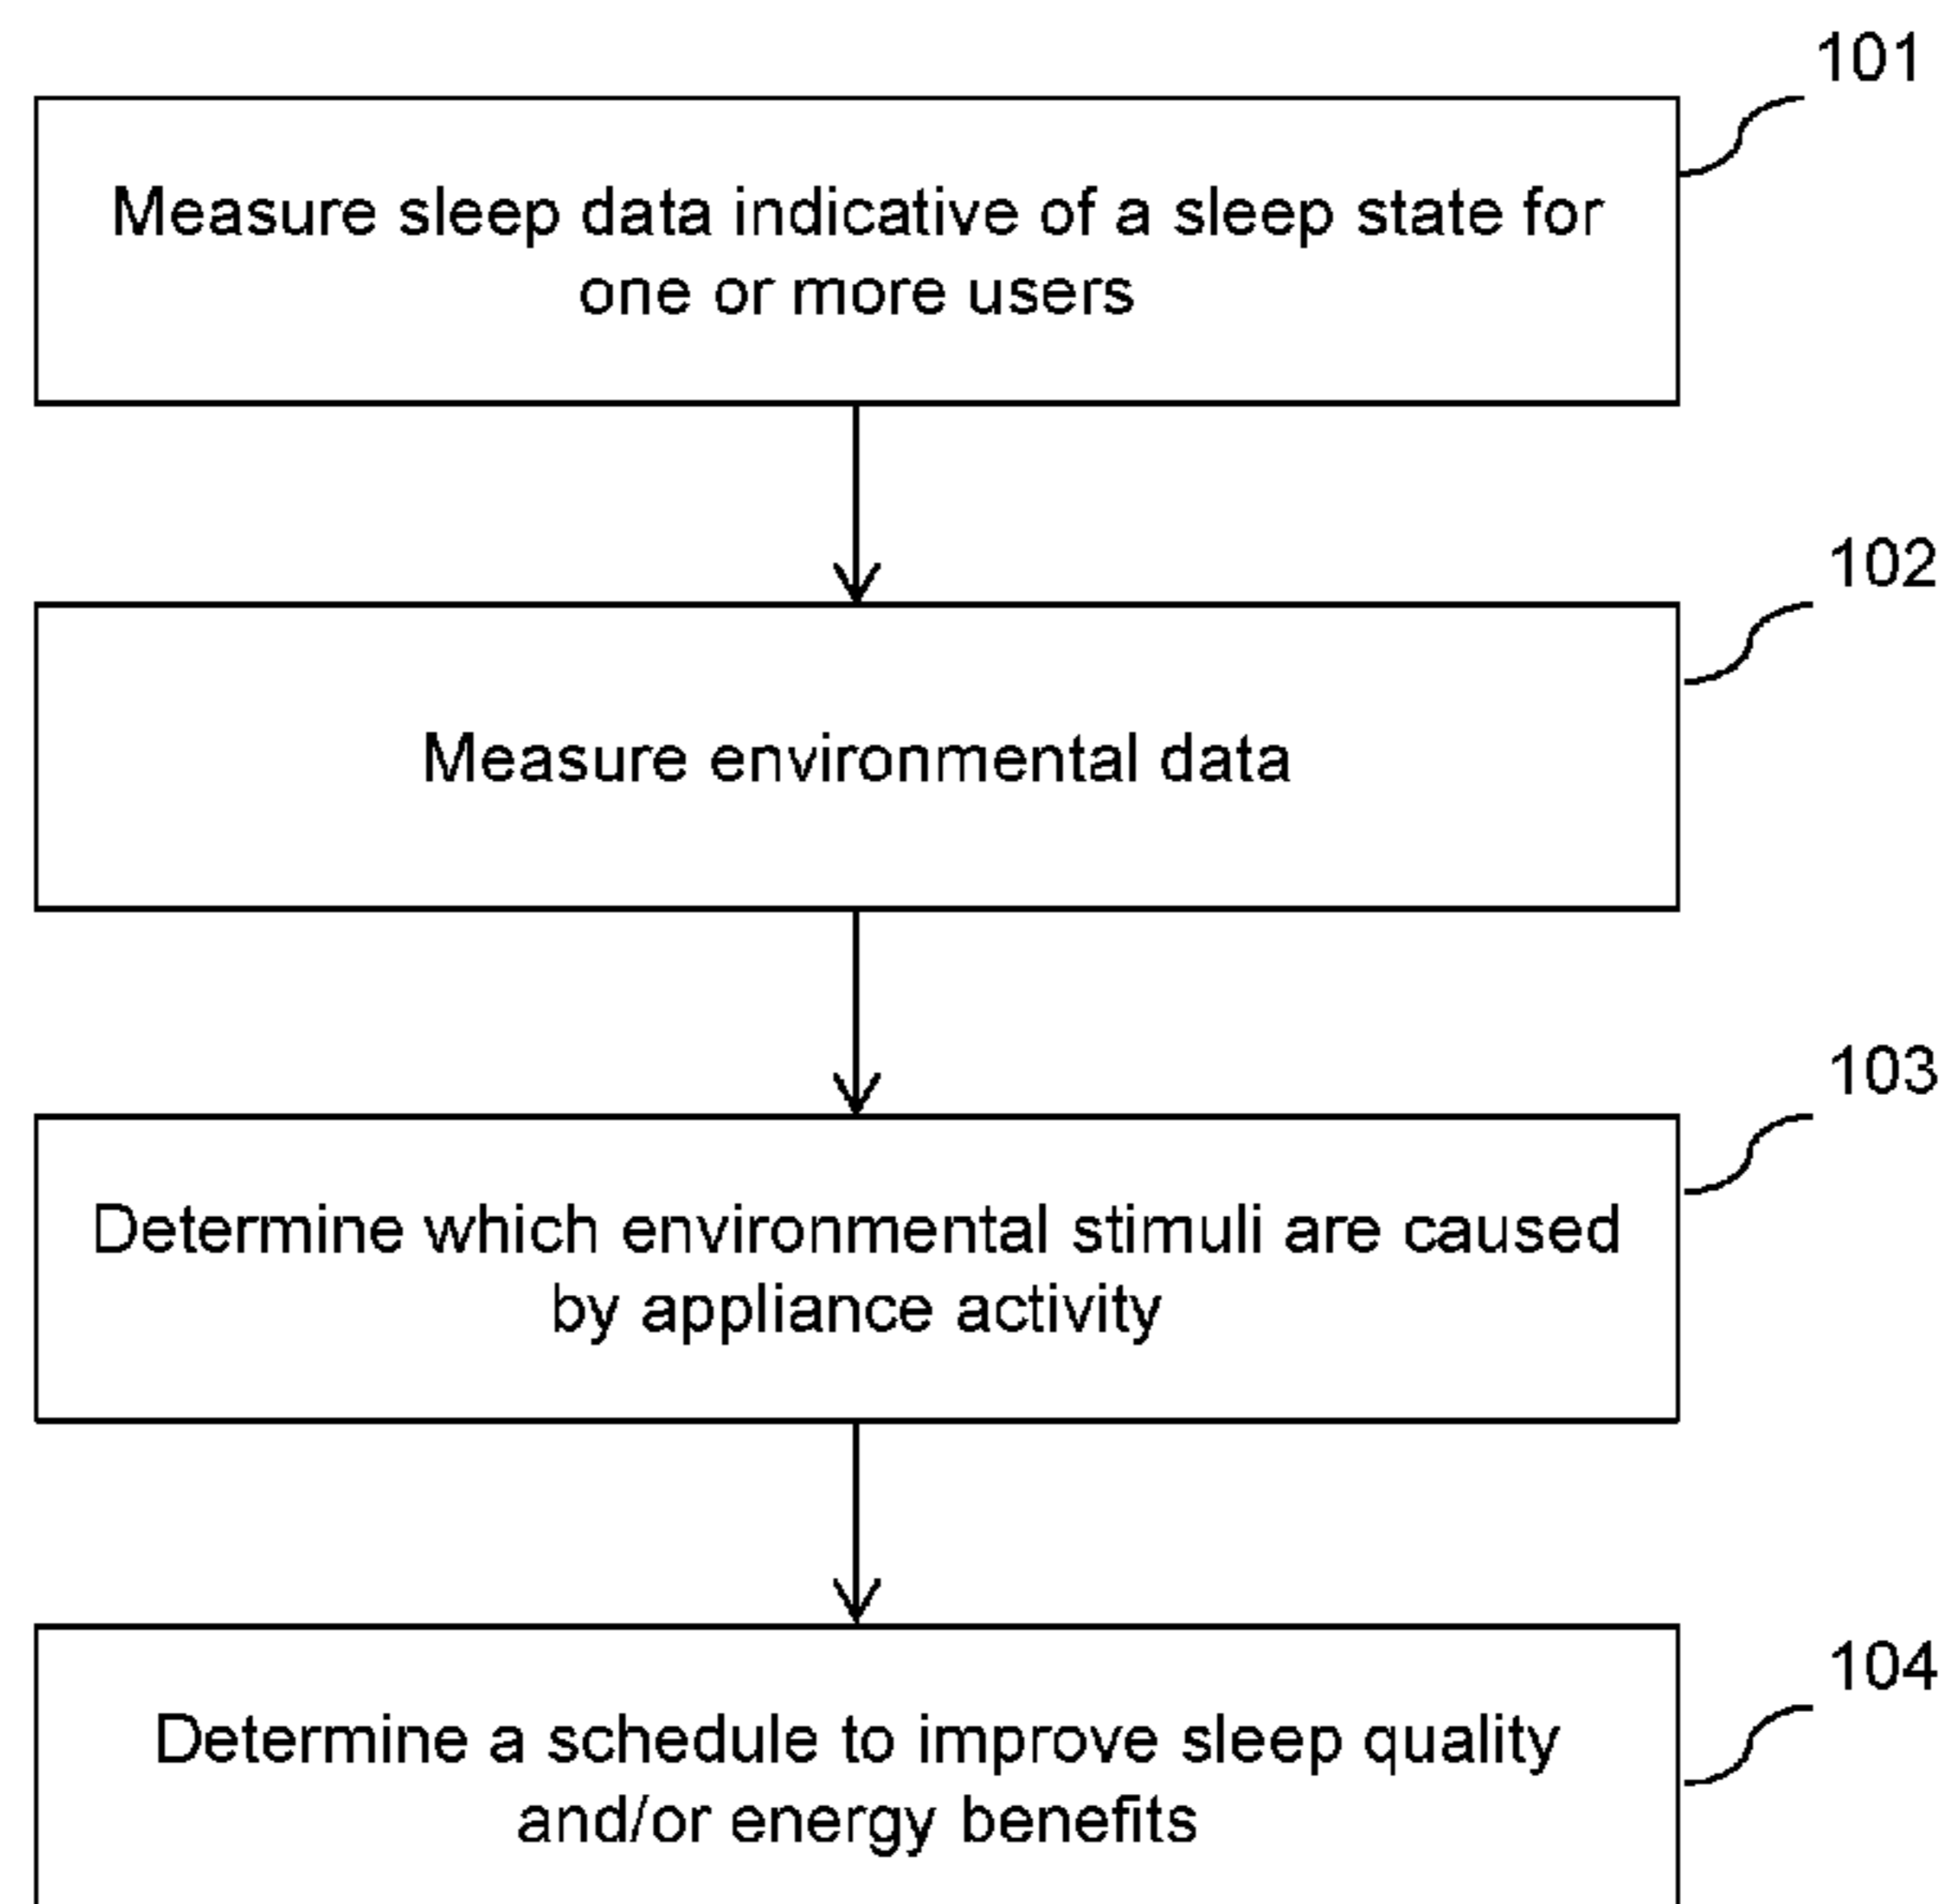 101
Measure sleep data indicative of a sleep state for
one or more users
102
Measure environmental data
103
Determine which environmental stimuli are caused
by appliance activity
104
Determine a schedule to improve sleep quality
and/or energy benefits